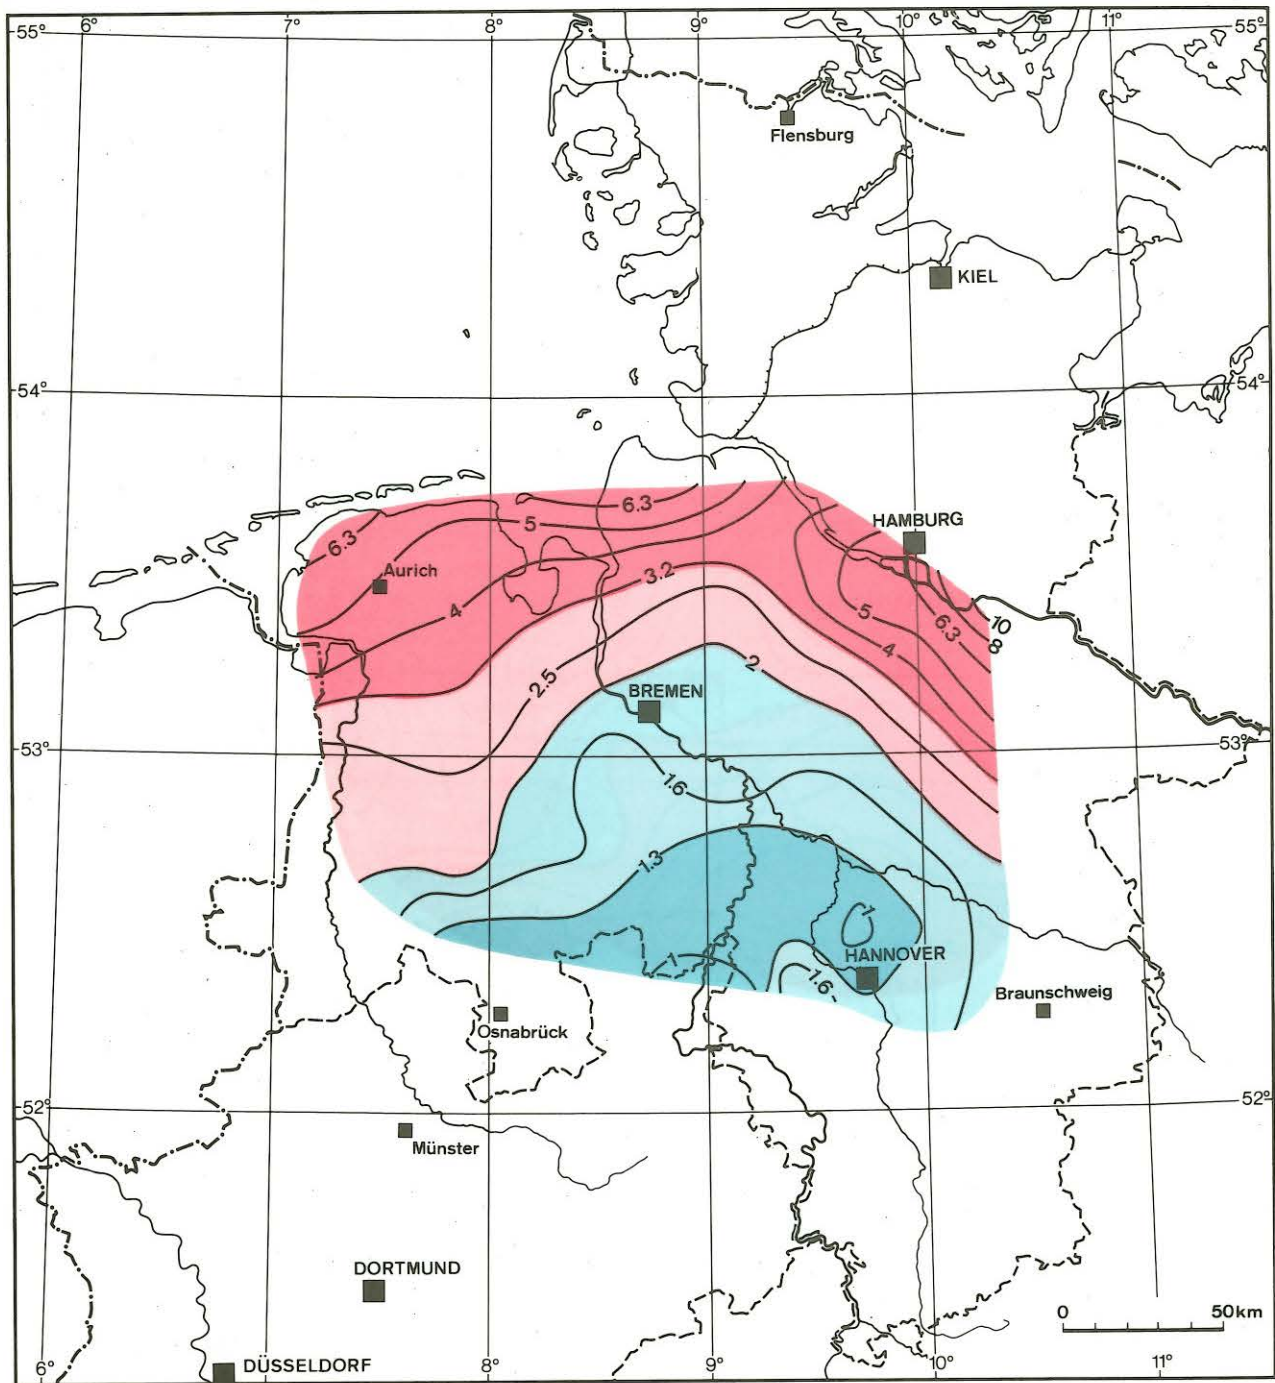 6° 7° 8° 9° 10° 11°
55° 55°
Flensburg
KIEL
54° 54°
6.3
5
HAMBURG
6.3
Aurich
3.2
4
5
6.3
10
8
4
2.5
2
BREMEN
53° 53°
1.6
1.3
1
HANNOVER
1
1.6
Braunschweig
Osnabrück
52° 52°
Münster
DORTMUND
0 50km
DÜSSELDORF
6° 8° 9° 10° 11°